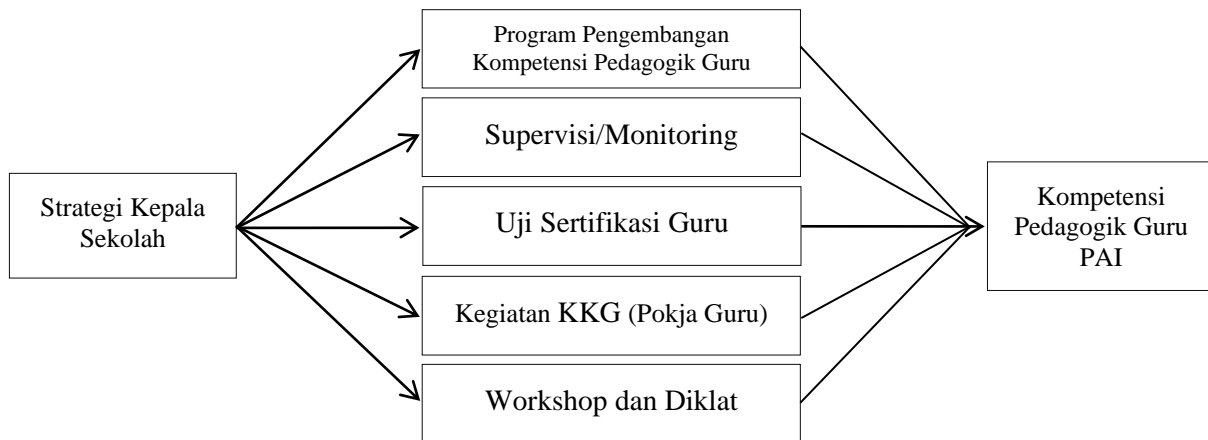 Program Pengembangan
Kompetensi Pedagogik Guru
Supervisi/Monitoring
Strategi Kepala
Sekolah
Uji Sertifikasi Guru
Kompetensi
Pedagogik Guru
PAI
Kegiatan KKG (Pokja Guru)
Workshop dan Diklat